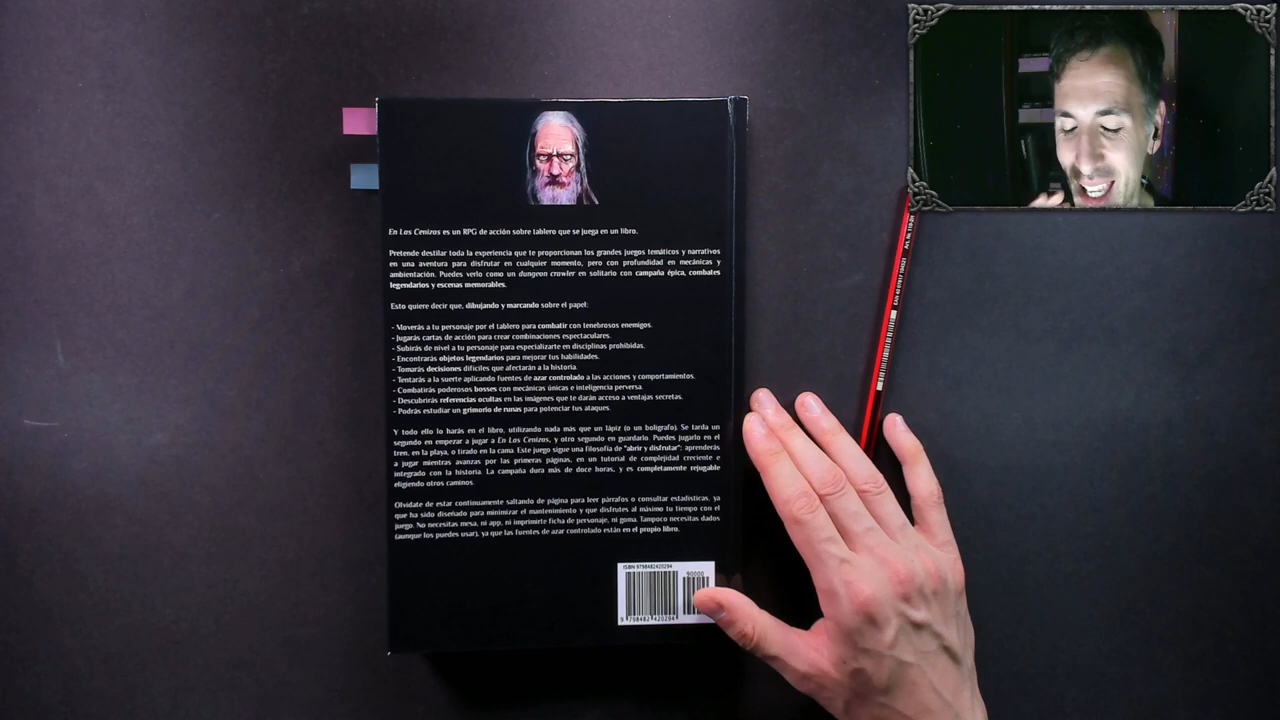 En Las Cenizas es un RPG de acción sobre tablero que se juega en un libro.
Pretende destilar toda la experiencia que te proporcionan los grandes juegos temáticos y narrativos
en una aventura para disfrutar en cualquier momento, pero con profundidad en mecánicas y
ambientación. Puedes verlo como un dungeon crawler en solitario con campaña épica, combates
legendarios y escenas memorables.
Esto quiere decir que, dibujando y marcando sobre el papel:
- Moverás a tu personaje por el tablero para combatir con tenebrosos enemigos.
- Jugarás cartas de acción para crear combinaciones espectaculares.
- Subirás de nivel a tu personaje para especializarte en disciplinas prohibidas.
- Encontrarás objetos legendarios para mejorar tus habilidades.
- Tomarás decisiones difíciles que afectarán a la historia.
- Tentarás a la suerte aplicando fuentes de azar controlado a las acciones y comportamientos.
- Combatirás poderosos bosses con mecánicas únicas e inteligencia perversa.
- Descubrirás referencias ocultas en las imágenes que te darán acceso a ventajas secretas.
- Podrás estudiar un grimorio de runas para potenciar tus ataques.
Y todo ello lo harás en el libro, utilizando nada más que un lápiz (o un bolígrafo). Se tarda un
segundo en empezar a jugar a En Las Cenizas, y otro segundo en guardarlo. Puedes jugarlo en el
tren, en la playa, o tirado en la cama. Este juego sigue una filosofía de "abrir y disfrutar": aprenderás
a jugar mientras avanzas por las primeras páginas, en un tutorial de complejidad creciente e
integrado con la historia. La campaña dura más de doce horas, y es completamente rejugable
eligiendo otros caminos.
Olvídate de estar continuamente saltando de página para leer párrafos o consultar estadísticas, ya
que ha sido diseñado para minimizar el mantenimiento y que disfrutes al máximo tu tiempo con el
juego. No necesitas mesa, ni app, ni imprimirte ficha de personaje, ni goma. Tampoco necesitas dados
(aunque los puedes usar), ya que las fuentes de azar controlado están en el propio libro.
ISBN 9798482420294
90000
9 798482 420294
Art. Nr. 110-2H